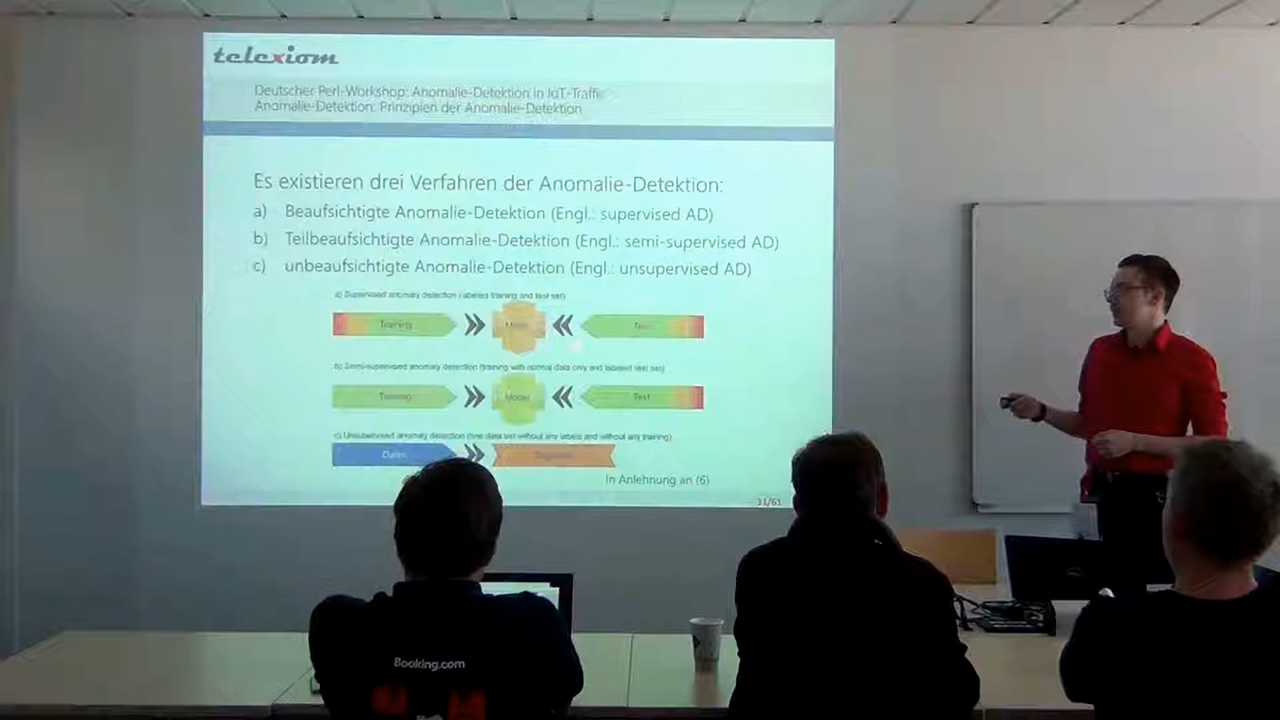 telexiom
Deutscher Perl-Workshop: Anomalie-Detektion in IoT-Traffic
Anomalie-Detektion: Prinzipien der Anomalie-Detektion
Es existieren drei Verfahren der Anomalie-Detektion:
a) Beaufsichtigte Anomalie-Detektion (Engl.: supervised AD)
b) Teilbeaufsichtigte Anomalie-Detektion (Engl.: semi-supervised AD)
c) unbeaufsichtigte Anomalie-Detektion (Engl.: unsupervised AD)
a) Supervised anomaly detection (labeled training and test set)
Training Model Test
b) Semi-supervised anomaly detection (training with normal data only and labeled test set)
Training Model Test
c) Unsupervised anomaly detection (one data set without any labels and without any training)
Daten
In Anlehnung an (6)
31/61
Booking.com